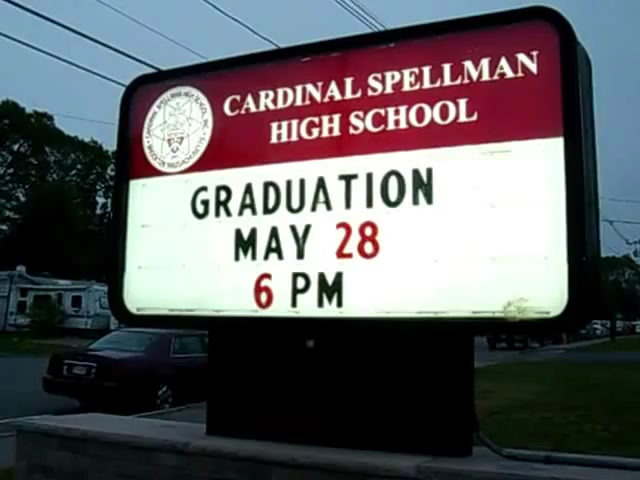 CARDINAL SPELLMAN
HIGH SCHOOL
GRADUATION
MAY 28
6 PM